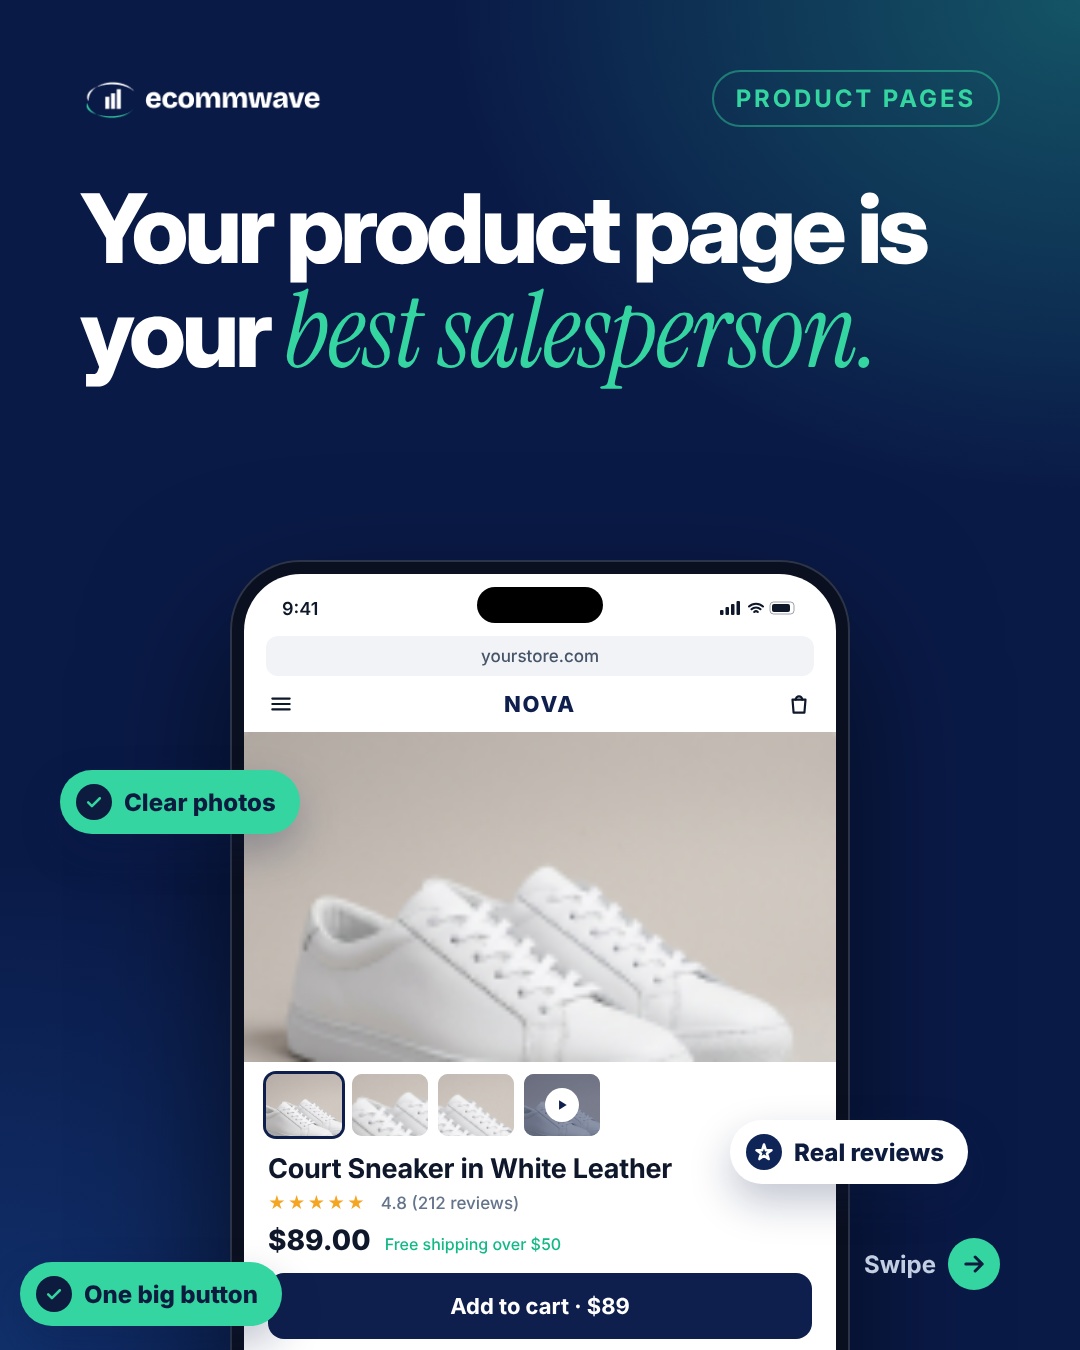 ecommwave
PRODUCT PAGES
Your product page is
your best salesperson.
9:41
yourstore.com
NOVA
Clear photos
Court Sneaker in White Leather
Real reviews
★★★★★ 4.8 (212 reviews)
$89.00 Free shipping over $50
Swipe
One big button
Add to cart · $89